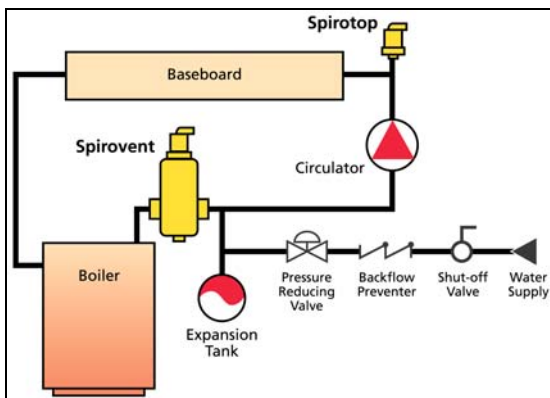 Spirotop
Baseboard
Spirovent
Circulator
Boiler
Expansion
Tank
Pressure
Reducing
Valve
Backflow
Preventer
Shut-off
Valve
Water
Supply